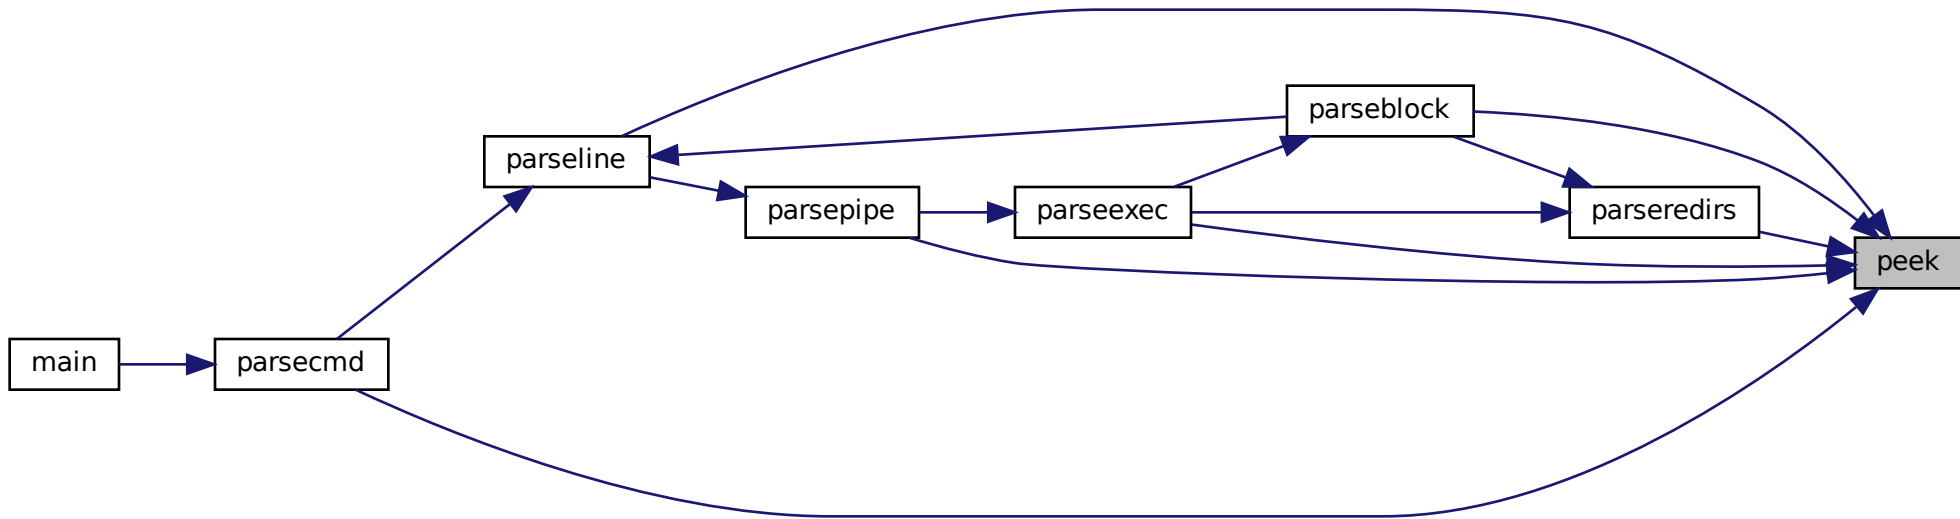 parseblock
parseline
parsepipe
parseexec
parseredirs
peek
main
parsecmd